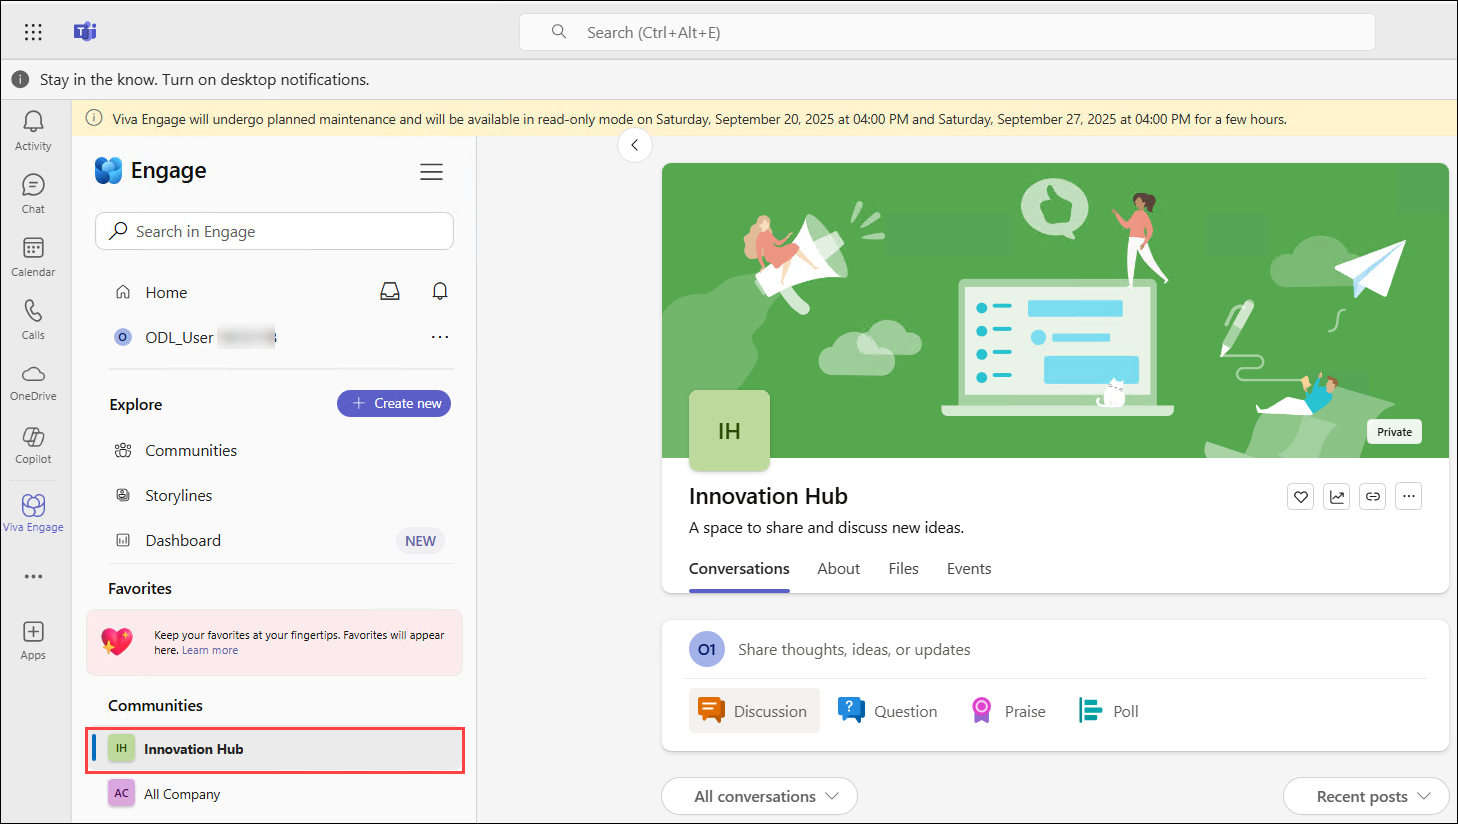 Search (Ctrl+Alt+E)
Stay in the know. Turn on desktop notifications.
Viva Engage will undergo planned maintenance and will be available in read-only mode on Saturday, September 20, 2025 at 04:00 PM and Saturday, September 27, 2025 at 04:00 PM for a few hours.
Activity
Chat
Calendar
Calls
OneDrive
Copilot
Viva Engage
Apps
Engage
Search in Engage
Home
O ODL_User
Explore
Create new
Communities
Storylines
Dashboard NEW
Favorites
Keep your favorites at your fingertips. Favorites will appear
here. Learn more
Communities
IH Innovation Hub
AC All Company
IH
Private
Innovation Hub
A space to share and discuss new ideas.
Conversations About Files Events
O1 Share thoughts, ideas, or updates
Discussion Question Praise Poll
All conversations Recent posts